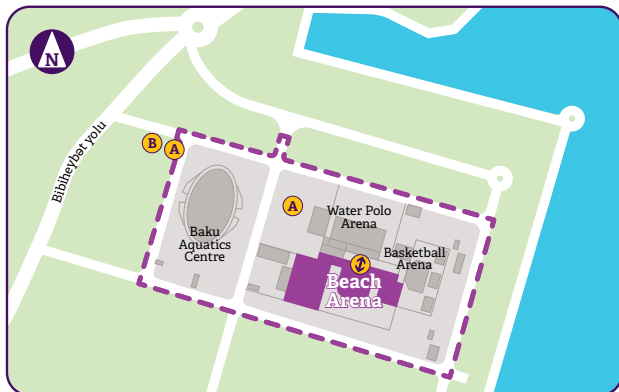 N
Bibiheybət yolu
B
A
A
Baku
Aquatics
Centre
Water Polo
Arena
Basketball
Arena
Beach
Arena